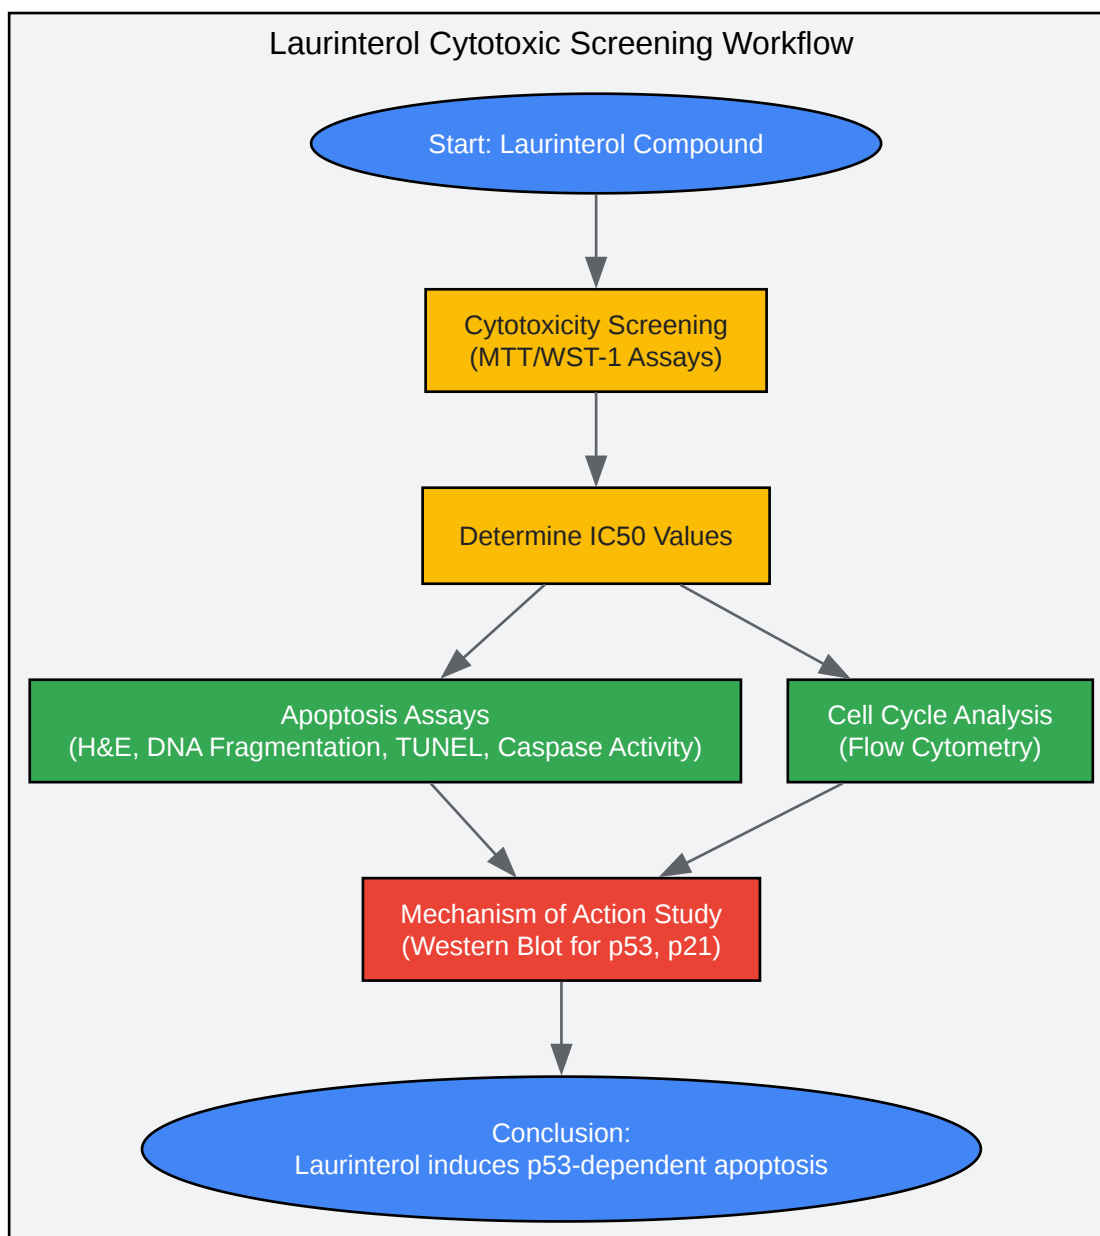 Laurinterol Cytotoxic Screening Workflow
Start: Laurinterol Compound
Cytotoxicity Screening
(MTT/WST-1 Assays)
Determine IC50 Values
Apoptosis Assays
(H&E, DNA Fragmentation, TUNEL, Caspase Activity)
Cell Cycle Analysis
(Flow Cytometry)
Mechanism of Action Study
(Western Blot for p53, p21)
Conclusion:
Laurinterol induces p53-dependent apoptosis